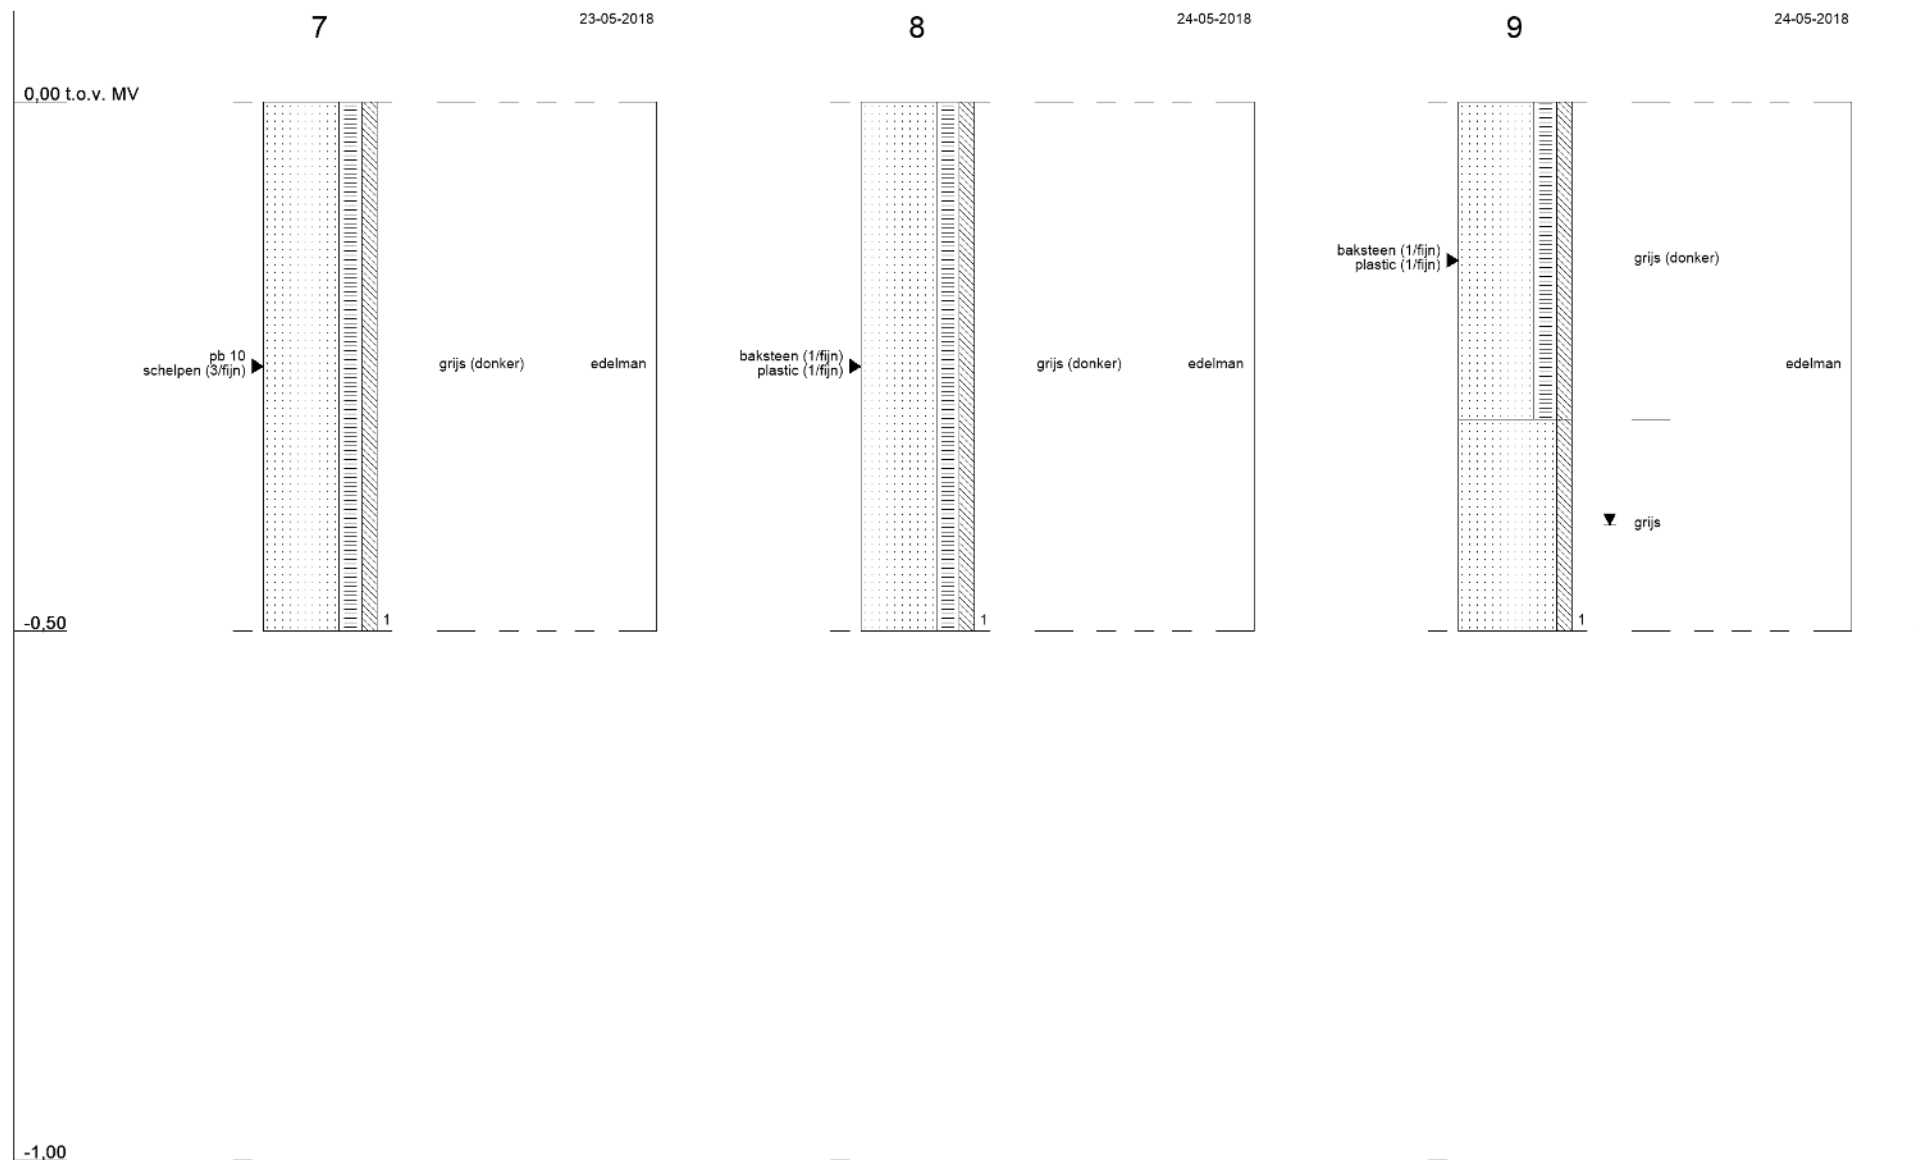 7
23-05-2018
8
24-05-2018
9
24-05-2018
0,00 t.o.v. MV
baksteen (1/fijn)
plastic (1/fijn)
grijs (donker)
pb 10
schelpen (3/fijn)
grijs (donker)
edelman
baksteen (1/fijn)
plastic (1/fijn)
grijs (donker)
edelman
edelman
grijs
-0,50
1
1
1
-1,00